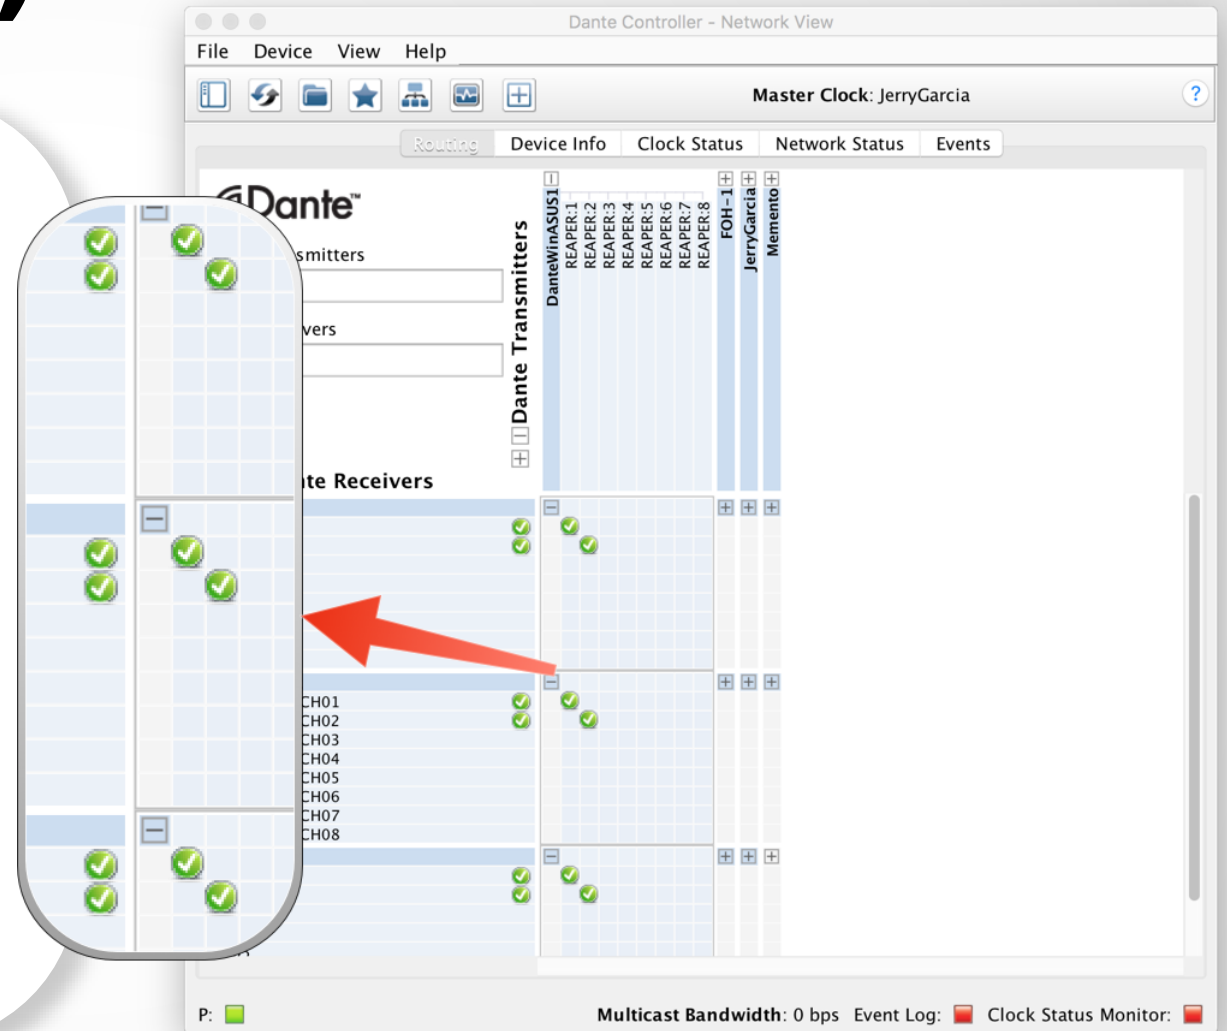 Dante Controller - Network View
File Device View Help
Master Clock: JerryGarcia
?
Routing Device Info Clock Status Network Status Events
Dante™
smitters
vers
Dante Transmitters
DanteWinASUS1
REAPER:1
REAPER:2
REAPER:3
REAPER:4
REAPER:5
REAPER:6
REAPER:7
REAPER:8
FOH-1
JerryGarcia
Memento
te Receivers
CH01
CH02
CH03
CH04
CH05
CH06
CH07
CH08
P:
Multicast Bandwidth: 0 bps Event Log: Clock Status Monitor: